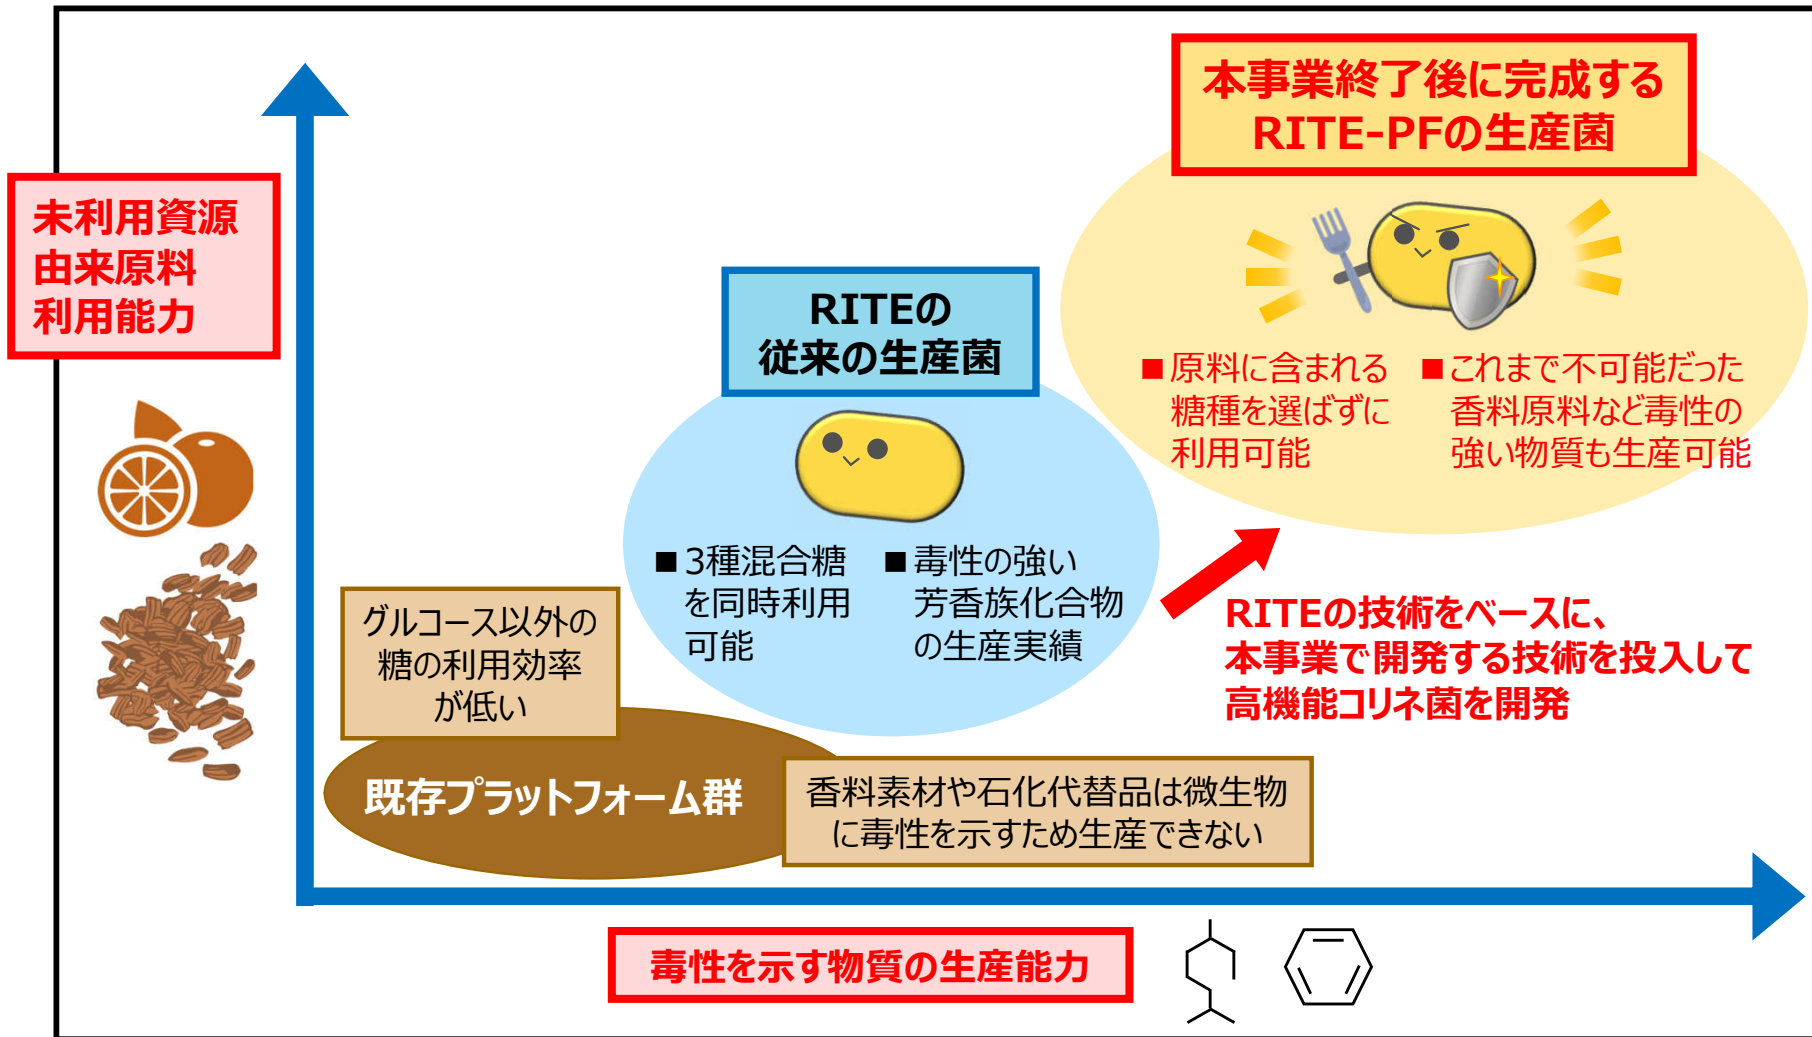 本事業終了後に完成する
RITE-PFの生産菌
未利用資源
由来原料
利用能力
RITEの
従来の生産菌
■原料に含まれる
糖種を選ばずに
利用可能
■これまで不可能だった
香料原料など毒性の
強い物質も生産可能
■3種混合糖
を同時利用
可能
■毒性の強い
芳香族化合物
の生産実績
RITEの技術をベースに、
本事業で開発する技術を投入して
高機能コリネ菌を開発
グルコース以外の
糖の利用効率
が低い
既存プラットフォーム群
香料素材や石化代替品は微生物
に毒性を示すため生産できない
毒性を示す物質の生産能力